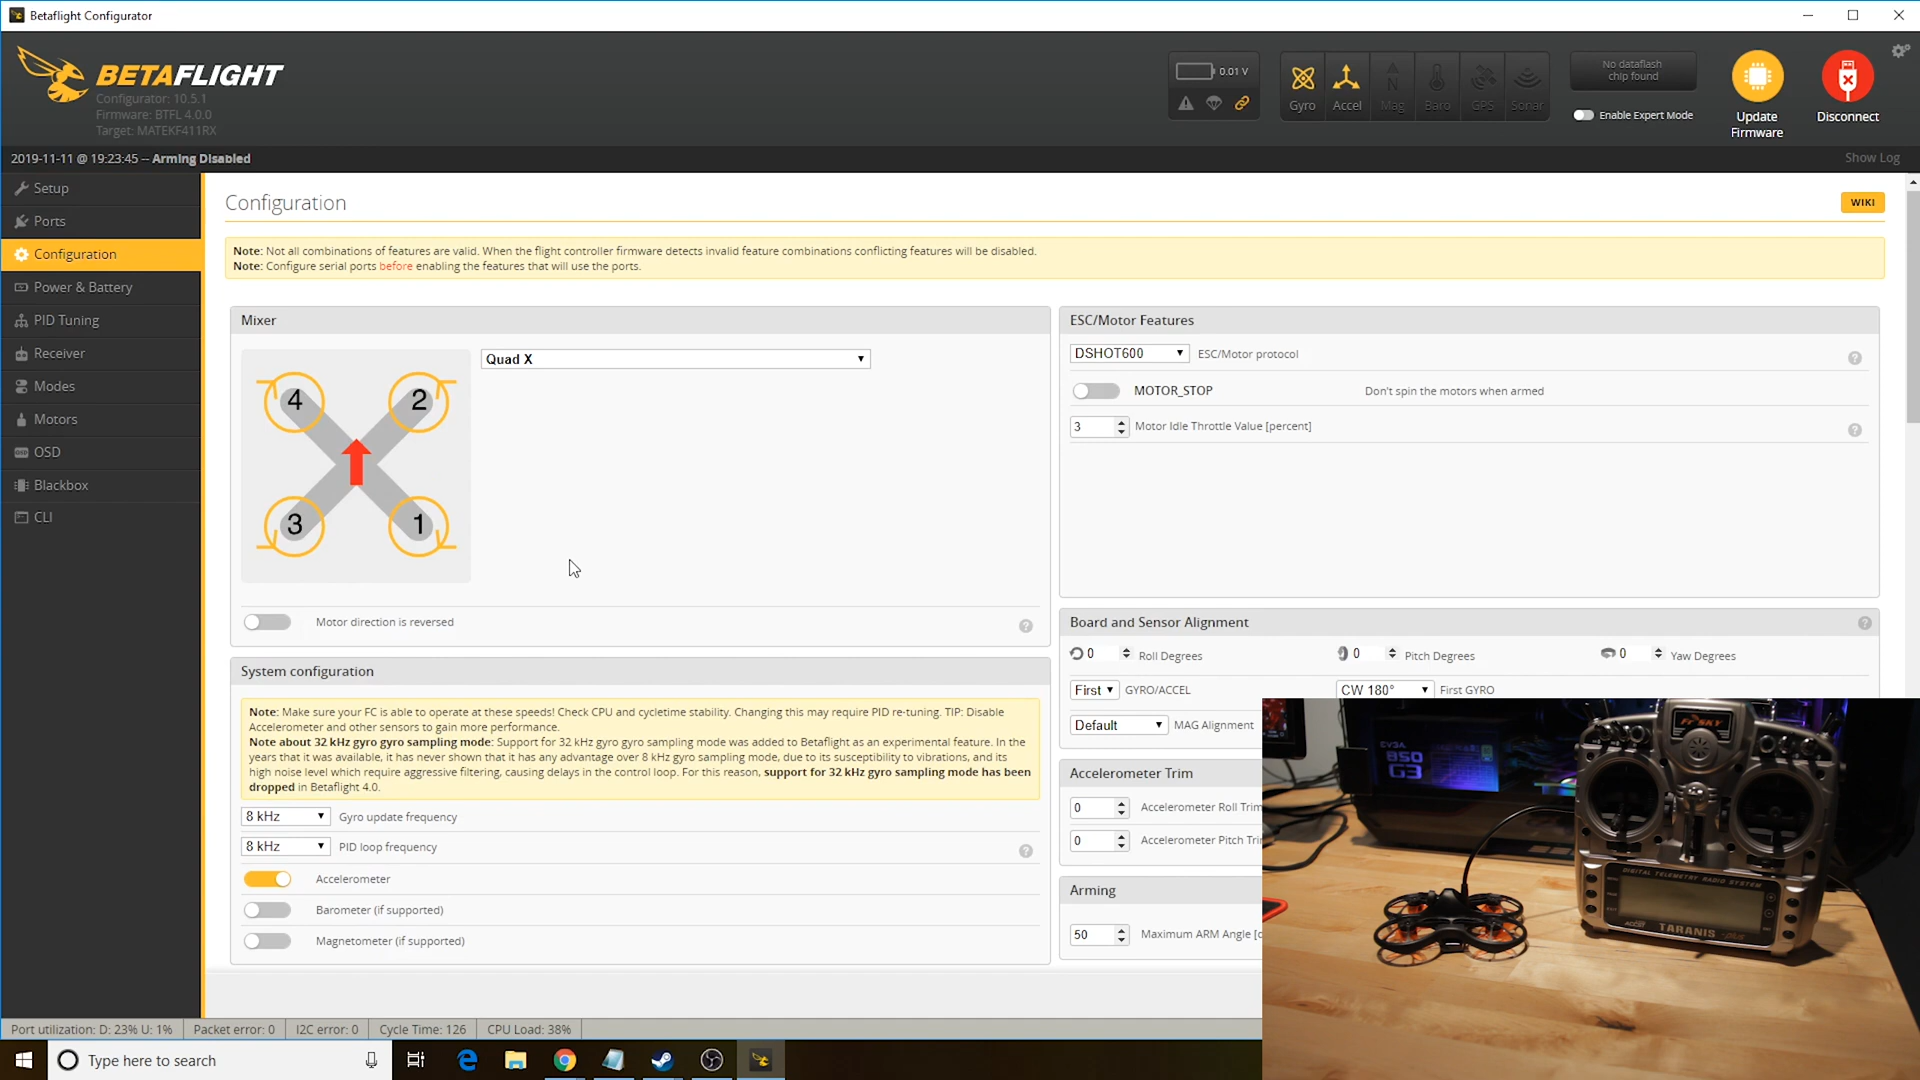 Betaflight Configurator
BETAFLIGHT
Configurator: 10.5.1
Firmware: BTFL 4.0.0
Target: MATEKF411RX
0.01 V
Gyro
Accel
Mag
Baro
GPS
Sonar
No dataflash
chip found
Enable Expert Mode
Update
Firmware
Disconnect
2019-11-11 @ 19:23:45 -- Arming Disabled
Show Log
Setup
Ports
Configuration
Power & Battery
PID Tuning
Receiver
Modes
Motors
OSD
Blackbox
CLI
Configuration
WIKI
Note: Not all combinations of features are valid. When the flight controller firmware detects invalid feature combinations conflicting features will be disabled.
Note: Configure serial ports before enabling the features that will use the ports.
Mixer
Quad X
4
2
3
1
Motor direction is reversed
ESC/Motor Features
DSHOT600
ESC/Motor protocol
MOTOR_STOP
Don't spin the motors when armed
3
Motor Idle Throttle Value [percent]
System configuration
Note: Make sure your FC is able to operate at these speeds! Check CPU and cycletime stability. Changing this may require PID re-tuning. TIP: Disable
Accelerometer and other sensors to gain more performance.
Note about 32 kHz gyro gyro sampling mode: Support for 32 kHz gyro gyro sampling mode was added to Betaflight as an experimental feature. In the
years that it was available, it has never shown that it has any advantage over 8 kHz gyro sampling mode, due to its susceptibility to vibrations, and its
high noise level which require aggressive filtering, causing delays in the control loop. For this reason, support for 32 kHz gyro sampling mode has been
dropped in Betaflight 4.0.
8 kHz
Gyro update frequency
8 kHz
PID loop frequency
Accelerometer
Barometer (if supported)
Magnetometer (if supported)
Board and Sensor Alignment
0
Roll Degrees
0
Pitch Degrees
0
Yaw Degrees
First
GYRO/ACCEL
CW 180°
First GYRO
Default
MAG Alignment
Accelerometer Trim
0
Accelerometer Roll Trim
0
Accelerometer Pitch Tri
Arming
50
Maximum ARM Angle [d
EVGA
850
G3
FrSKY
DIGITAL TELEMETRY RADIO SYSTEM
TARANIS
Port utilization: D: 23% U: 1%
Packet error: 0
I2C error: 0
Cycle Time: 126
CPU Load: 38%
Type here to search